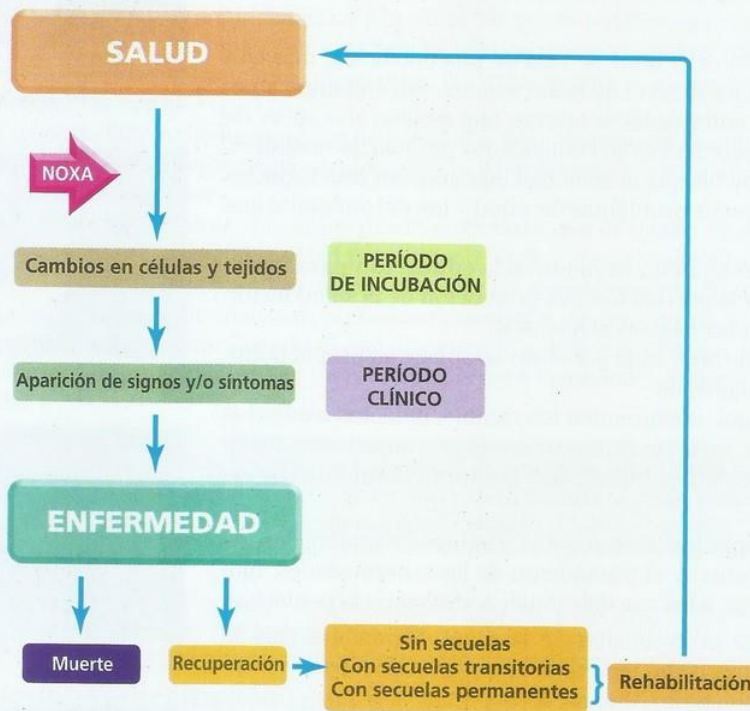 SALUD
NOXA
Cambios en células y tejidos
PERÍODO
DE INCUBACIÓN
Aparición de signos y/o síntomas
PERÍODO
CLÍNICO
ENFERMEDAD
Muerte
Recuperación
Sin secuelas
Con secuelas transitorias
Con secuelas permanentes
Rehabilitación